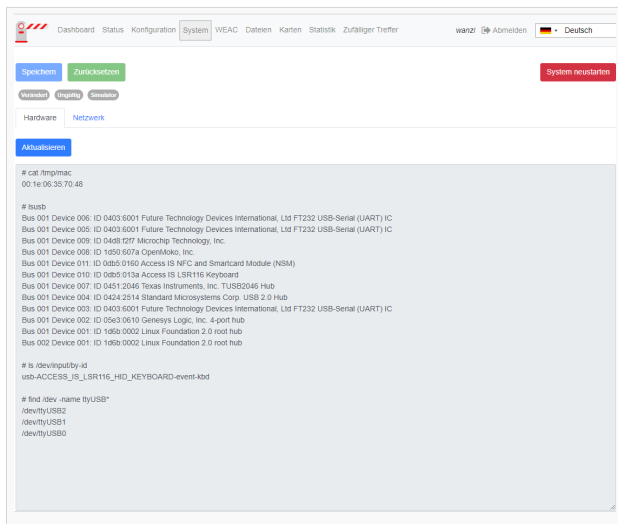 Dashboard Status Konfiguration System WEAC Dateien Karten Statistik Zufälliger Treffer wanzl Abmelden Deutsch
Speichern Zurücksetzen System neustarten
Verändert Ungültig Simulator
Hardware Netzwerk
Aktualisieren
# cat /tmp/mac
00:1e:06:35:70:48
# lsusb
Bus 001 Device 006: ID 0403:6001 Future Technology Devices International, Ltd FT232 USB-Serial (UART) IC
Bus 001 Device 005: ID 0403:6001 Future Technology Devices International, Ltd FT232 USB-Serial (UART) IC
Bus 001 Device 009: ID 04d8:f2f7 Microchip Technology, Inc.
Bus 001 Device 008: ID 1d50:607a OpenMoko, Inc.
Bus 001 Device 011: ID 0db5:0160 Access IS NFC and Smartcard Module (NSM)
Bus 001 Device 010: ID 0db5:013a Access IS LSR116 Keyboard
Bus 001 Device 007: ID 0451:2046 Texas Instruments, Inc. TUSB2046 Hub
Bus 001 Device 004: ID 0424:2514 Standard Microsystems Corp. USB 2.0 Hub
Bus 001 Device 003: ID 0403:6001 Future Technology Devices International, Ltd FT232 USB-Serial (UART) IC
Bus 001 Device 002: ID 05e3:0610 Genesys Logic, Inc. 4-port hub
Bus 001 Device 001: ID 1d6b:0002 Linux Foundation 2.0 root hub
Bus 002 Device 001: ID 1d6b:0002 Linux Foundation 2.0 root hub
# ls /dev/input/by-id
usb-ACCESS_IS_LSR116_HID_KEYBOARD-event-kbd
# find /dev -name ttyUSB*
/dev/ttyUSB2
/dev/ttyUSB1
/dev/ttyUSB0